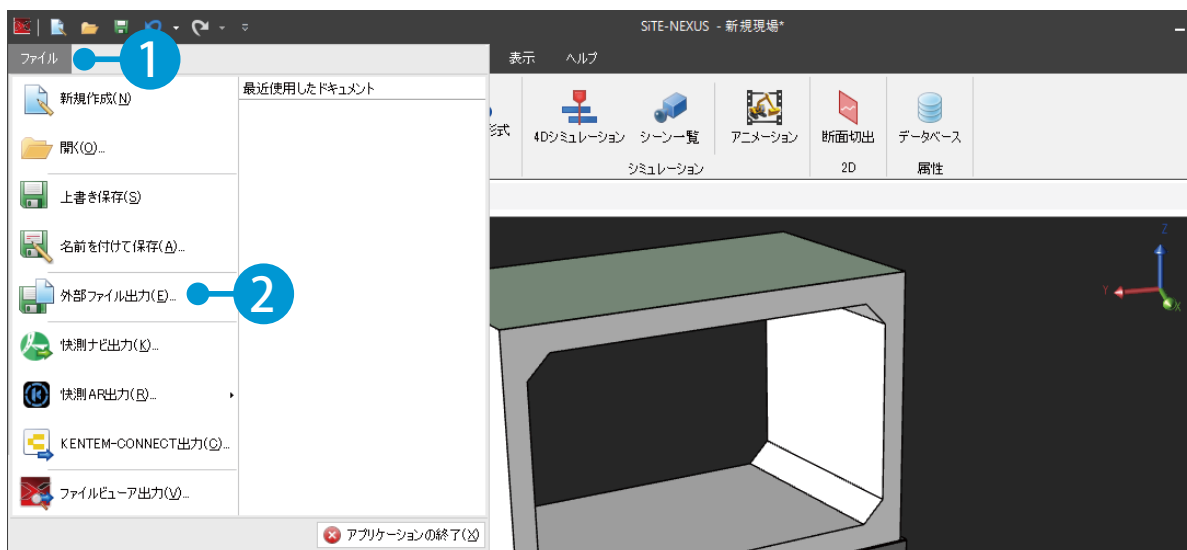 SiTE-NEXUS - 新規現場*
ファイル
1
表示
ヘルプ
新規作成(N)
開く(O)...
上書き保存(S)
名前を付けて保存(A)...
外部ファイル出力(E)...
2
快測ナビ出力(K)...
快測AR出力(R)...
KENTEM-CONNECT出力(C)...
ファイルビューア出力(V)...
最近使用したドキュメント
アプリケーションの終了(X)
4Dシミュレーション
シーン一覧
アニメーション
断面切出
データベース
シミュレーション
2D
属性
Z
Y
X